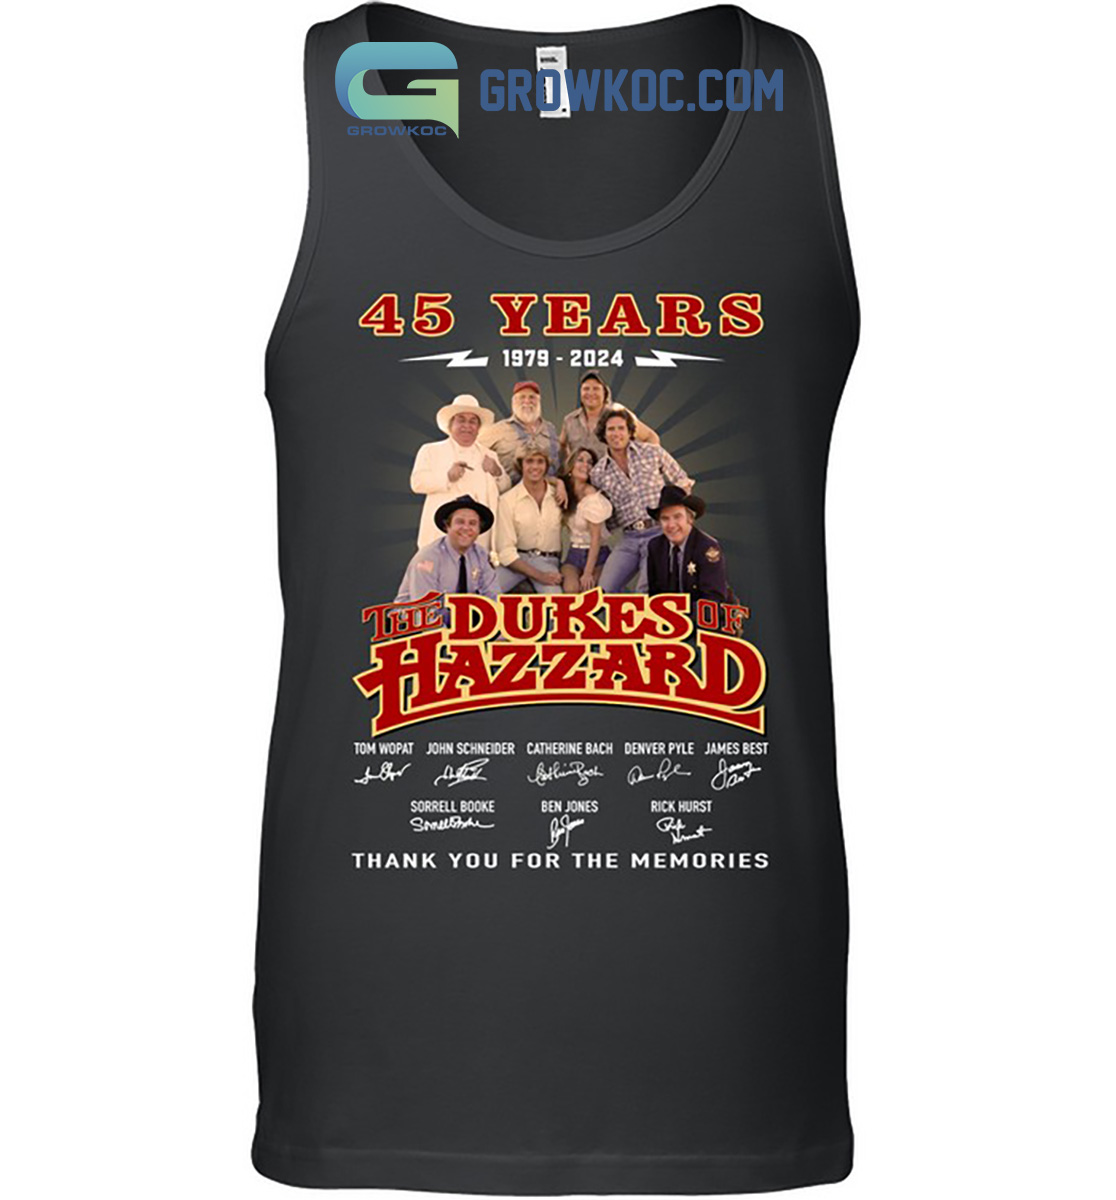 GROWKOC
GROWKOC.COM
45 YEARS
1979 - 2024
THE DUKES OF
HAZZARD
TOM WOPAT JOHN SCHNEIDER CATHERINE BACH DENVER PYLE JAMES BEST
SORRELL BOOKE BEN JONES RICK HURST
THANK YOU FOR THE MEMORIES